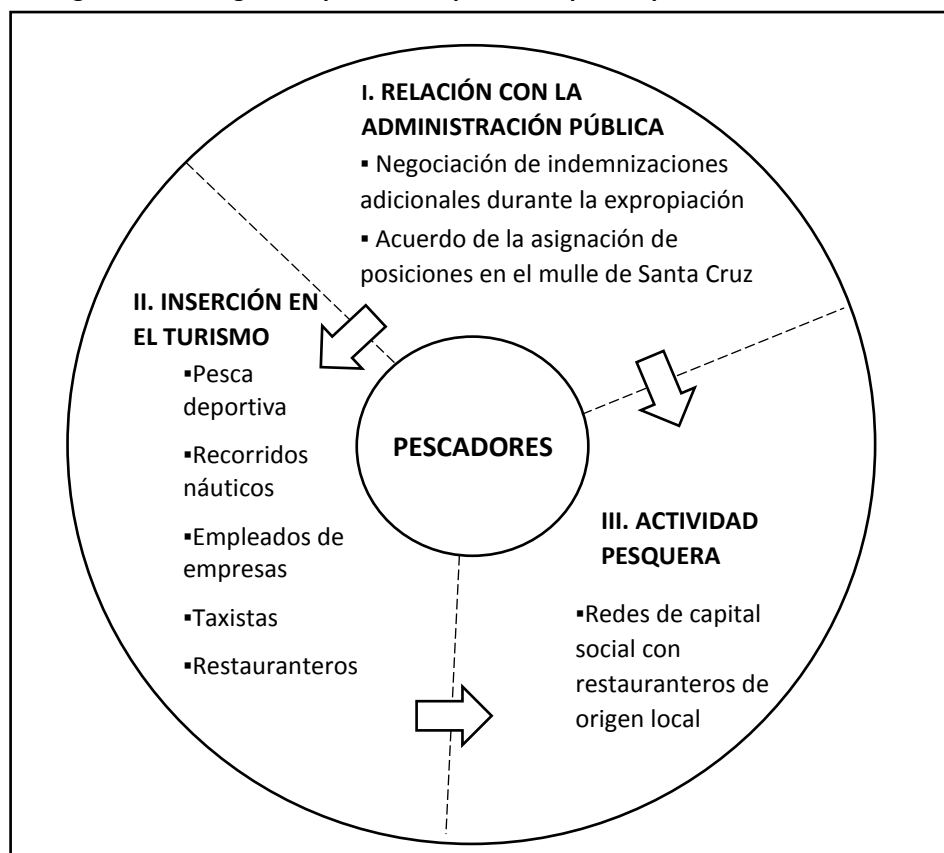 I. RELACIÓN CON LA
ADMINISTRACIÓN PÚBLICA
▪ Negociación de indemnizaciones
adicionales durante la expropiación
▪ Acuerdo de la asignación de
posiciones en el mulle de Santa Cruz
II. INSERCIÓN EN
EL TURISMO
▪Pesca
deportiva
▪Recorridos
náuticos
▪Empleados de
empresas
▪Taxistas
▪Restauranteros
PESCADORES
III. ACTIVIDAD
PESQUERA
▪Redes de capital
social con
restauranteros de
origen local